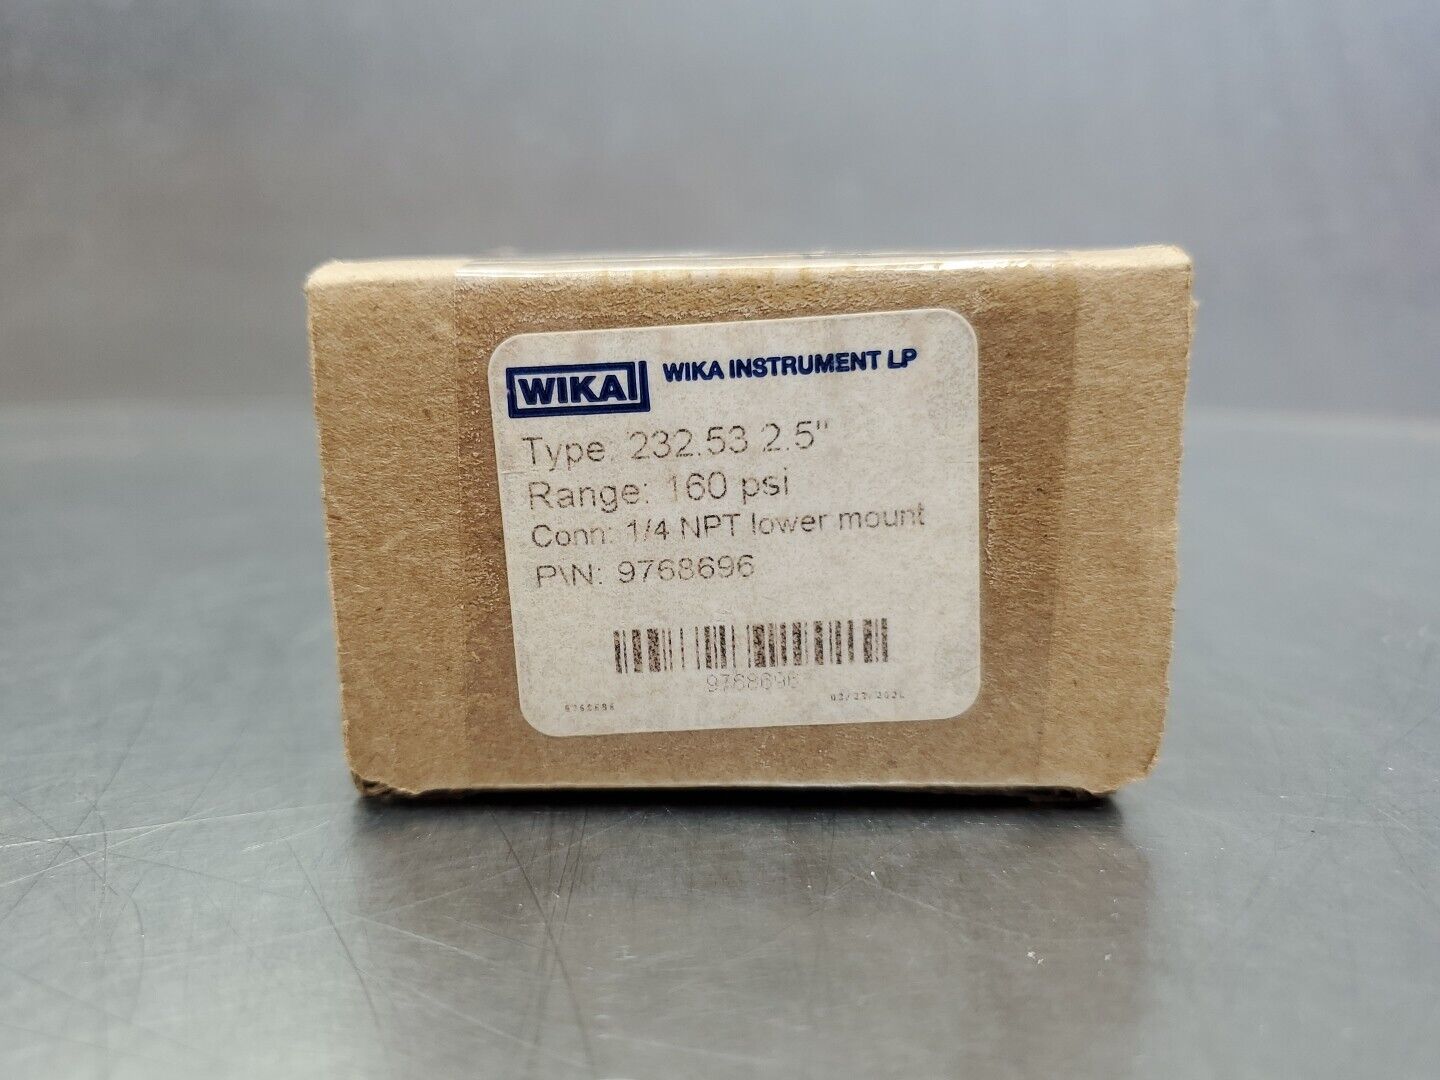 WIKA WIKA INSTRUMENT LP
Type: 232.53 2.5"
Range: 160 psi
Conn: 1/4 NPT lower mount
P\N: 9768696
9768696